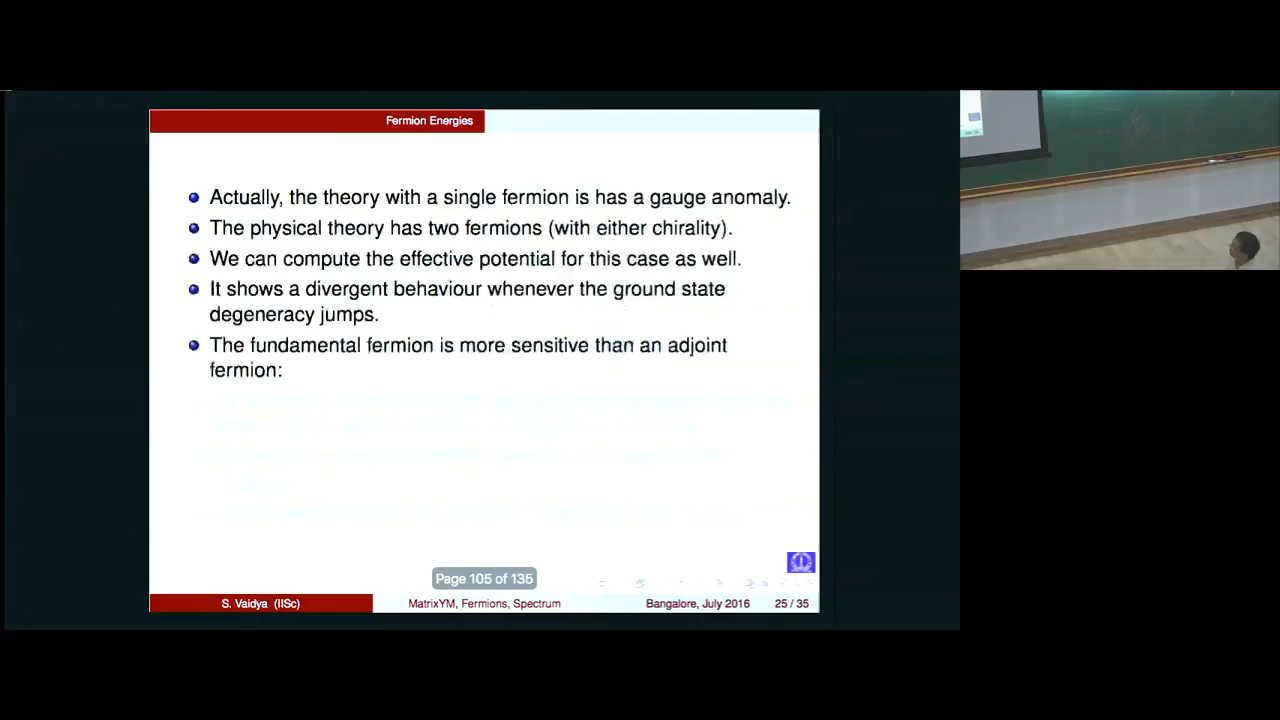 Fermion Energies
Actually, the theory with a single fermion is has a gauge anomaly.
The physical theory has two fermions (with either chirality).
We can compute the effective potential for this case as well.
It shows a divergent behaviour whenever the ground state
degeneracy jumps.
The fundamental fermion is more sensitive than an adjoint
fermion:
Page 105 of 135
S. Vaidya (IISc) MatrixYM, Fermions, Spectrum Bangalore, July 2016 25 / 35